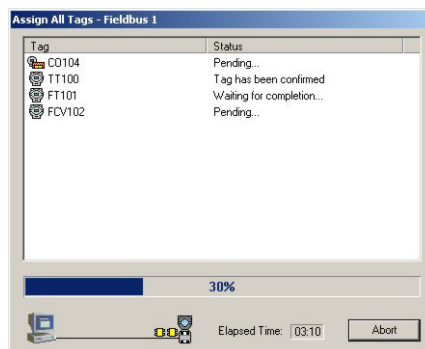 Assign All Tags - Fieldbus 1
Tag Status
CO104 Pending...
TT100 Tag has been confirmed
FT101 Waiting for completion...
FCV102 Pending...
30%
Elapsed Time: 03:10 Abort